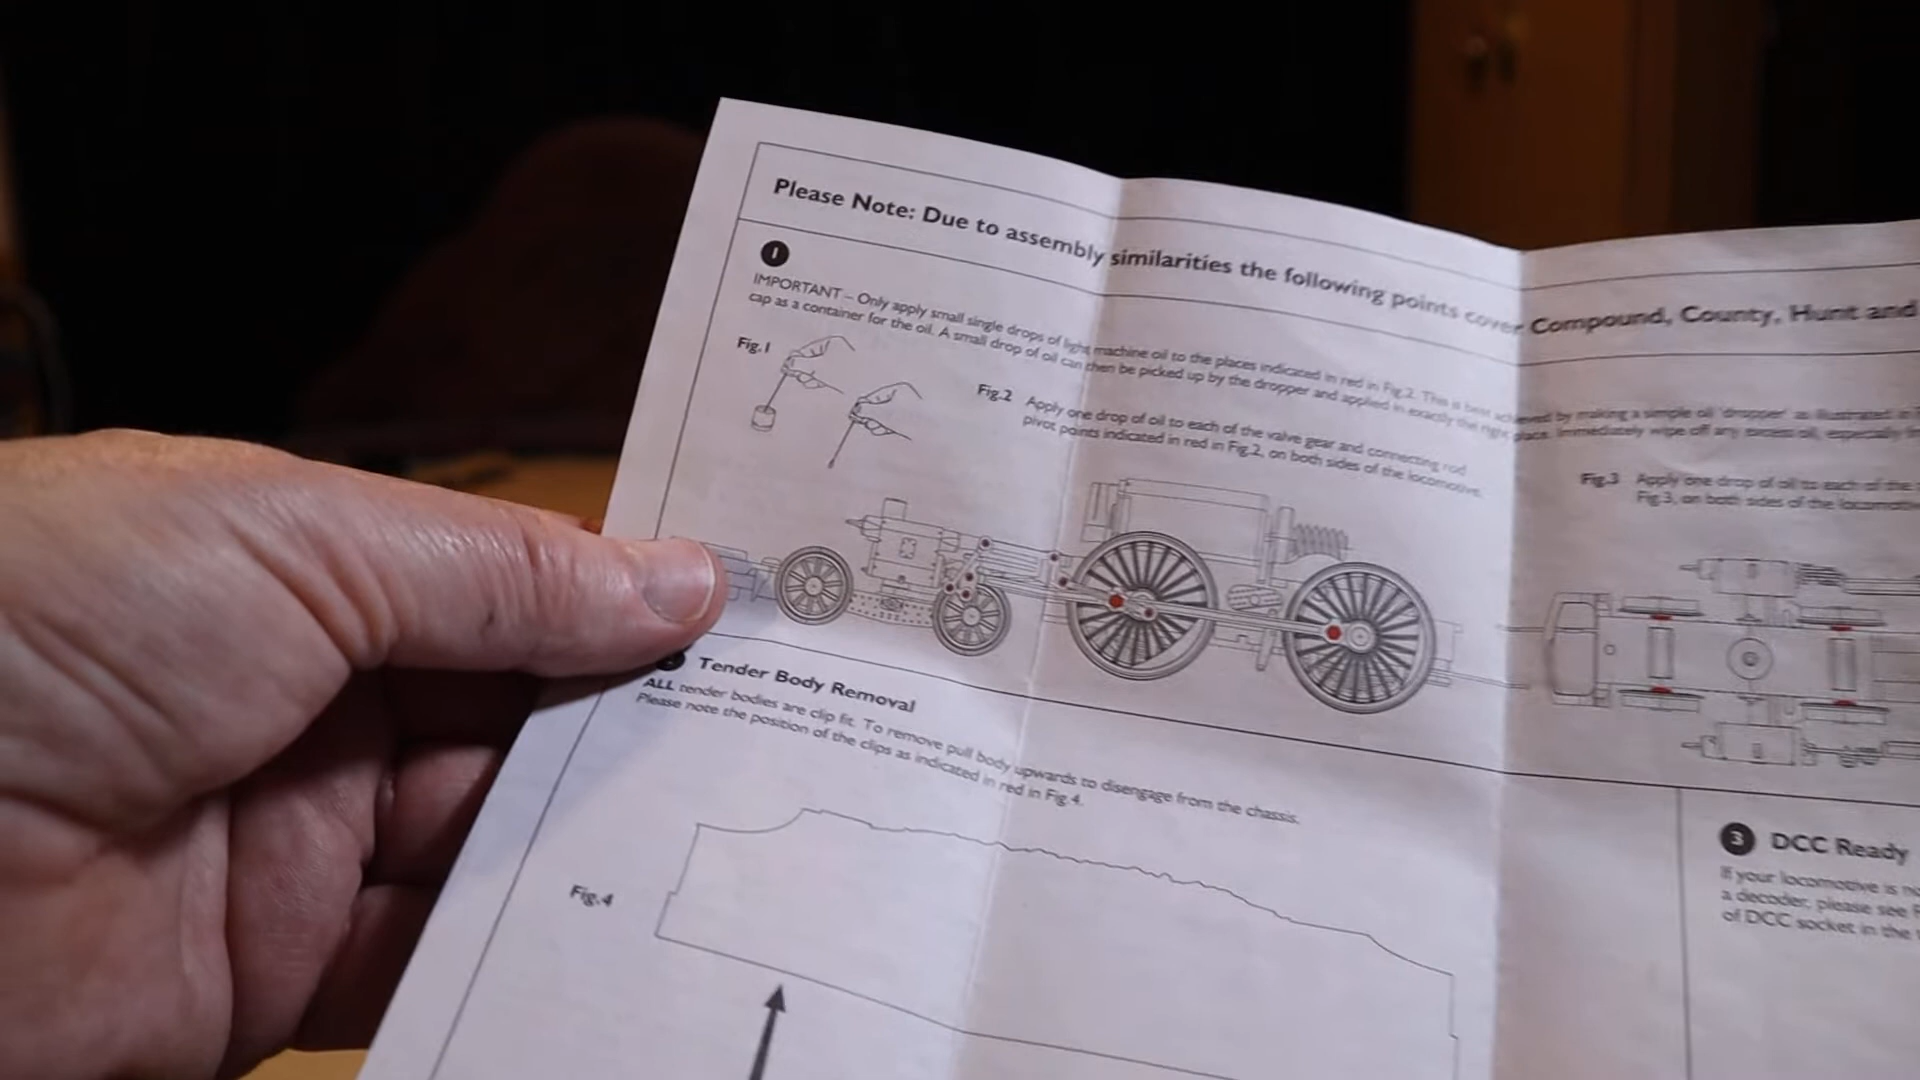 Please Note: Due to assembly similarities the following points cover Compound, County, Hunt and
1
IMPORTANT – Only apply small single drops of light machine oil to the places indicated in red in Fig.2. This is best achieved by making a simple oil 'dropper' as illustrated in
cap as a container for the oil. A small drop of oil can then be picked up by the dropper and applied in exactly the right place. Immediately wipe off any excess oil, especially
Fig.1
Fig.2 Apply one drop of oil to each of the valve gear and connecting rod
pivot points indicated in red in Fig.2, on both sides of the locomotive.
Fig.3 Apply one drop of oil to each of the
Fig.3, on both sides of the
Tender Body Removal
ALL tender bodies are clip fit. To remove pull body upwards to disengage from the chassis.
Please note the position of the clips as indicated in red in Fig.4.
Fig.4
3 DCC Ready
If your locomotive is
a decoder, please see
of DCC socket in the